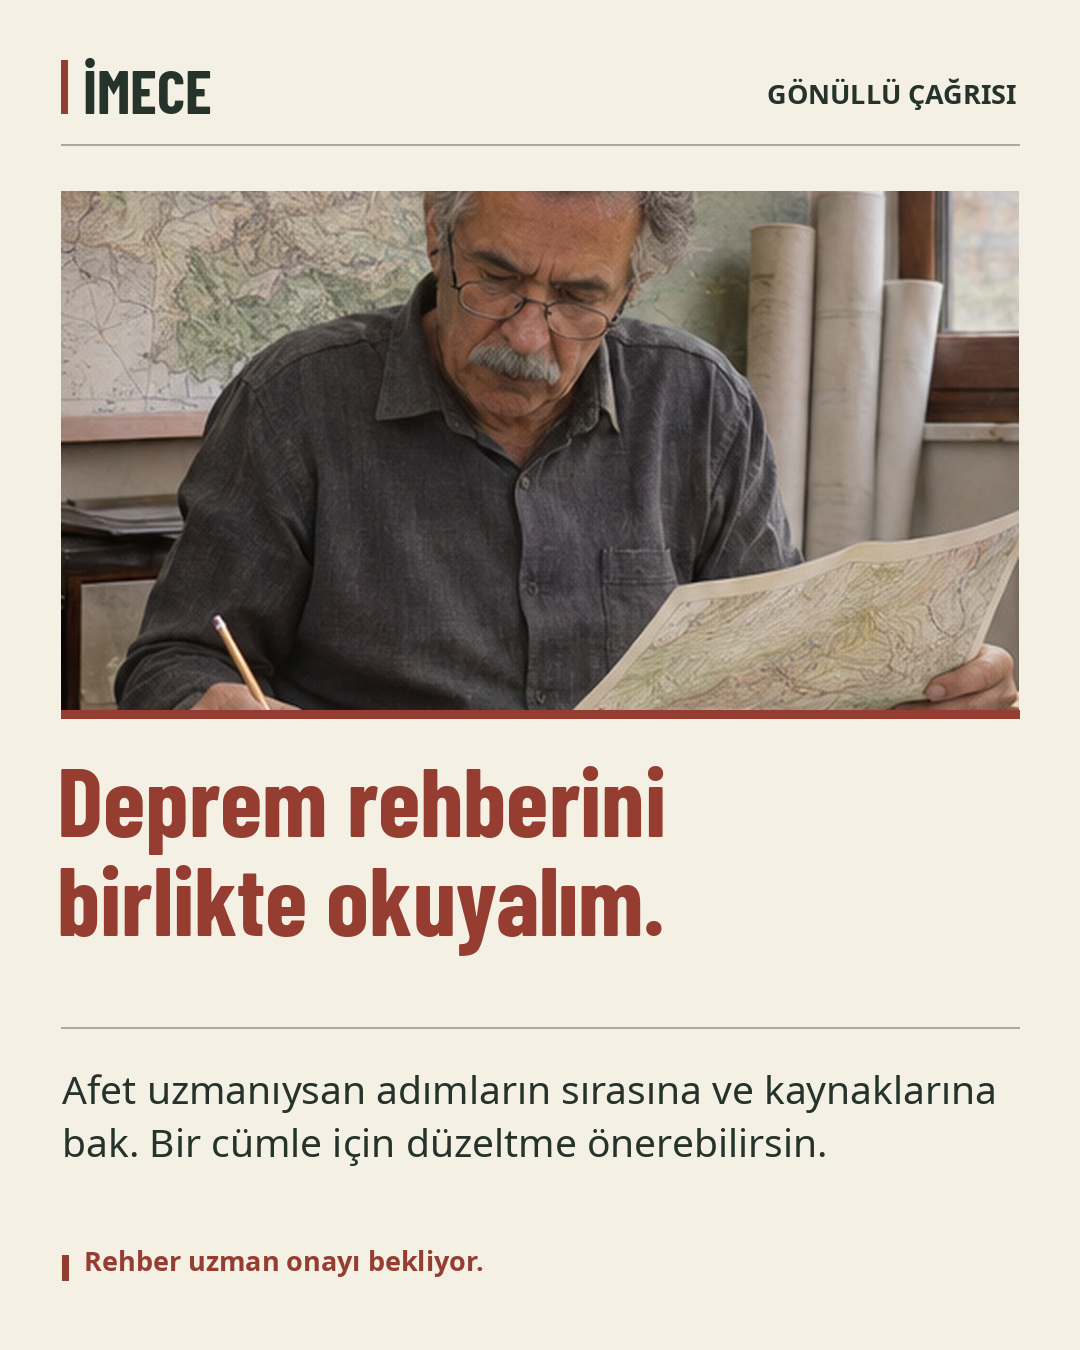 İMECE
GÖNÜLLÜ ÇAĞRISI
Deprem rehberini
birlikte okuyalım.
Afet uzmanıysan adımların sırasına ve kaynaklarına
bak. Bir cümle için düzeltme önerebilirsin.
Rehber uzman onayı bekliyor.